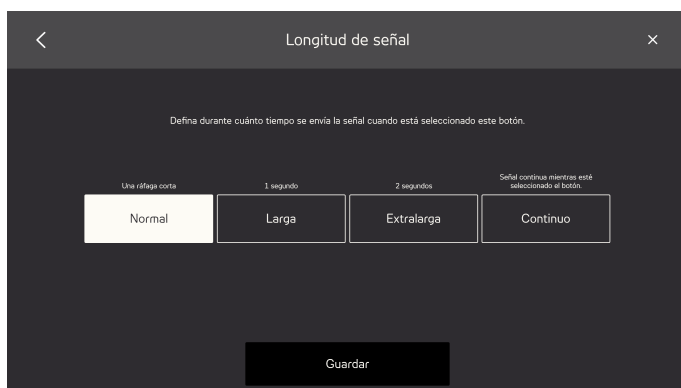 Longitud de señal
Defina durante cuánto tiempo se envía la señal cuando está seleccionado este botón.
Una ráfaga corta
1 segundo
2 segundos
Señal continua mientras esté
seleccionado el botón.
Normal
Larga
Extralarga
Continuo
Guardar